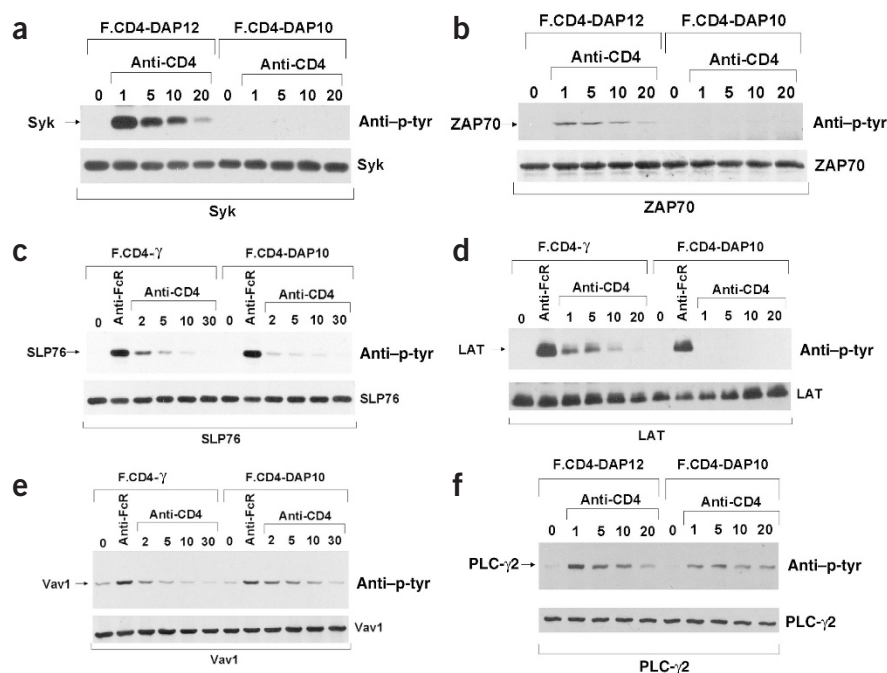 a
F.CD4-DAP12 F.CD4-DAP10
Anti-CD4 Anti-CD4
0 1 5 10 20 0 1 5 10 20
Syk Anti–p-tyr
Syk
Syk
b
F.CD4-DAP12 F.CD4-DAP10
Anti-CD4 Anti-CD4
0 1 5 10 20 0 1 5 10 20
ZAP70 Anti–p-tyr
ZAP70
ZAP70
c
F.CD4-γ F.CD4-DAP10
Anti-CD4 Anti-CD4
0 Anti-FcR 2 5 10 30 0 Anti-FcR 2 5 10 30
SLP76 Anti–p-tyr
SLP76
SLP76
d
F.CD4-γ F.CD4-DAP10
Anti-CD4 Anti-CD4
0 Anti-FcR 1 5 10 20 0 Anti-FcR 1 5 10 20
LAT Anti–p-tyr
LAT
LAT
e
F.CD4-γ F.CD4-DAP10
Anti-CD4 Anti-CD4
0 Anti-FcR 2 5 10 30 0 Anti-FcR 2 5 10 30
Vav1 Anti–p-tyr
Vav1
Vav1
f
F.CD4-DAP12 F.CD4-DAP10
Anti-CD4 Anti-CD4
0 1 5 10 20 0 1 5 10 20
PLC-γ2 Anti–p-tyr
PLC-γ2
PLC-γ2